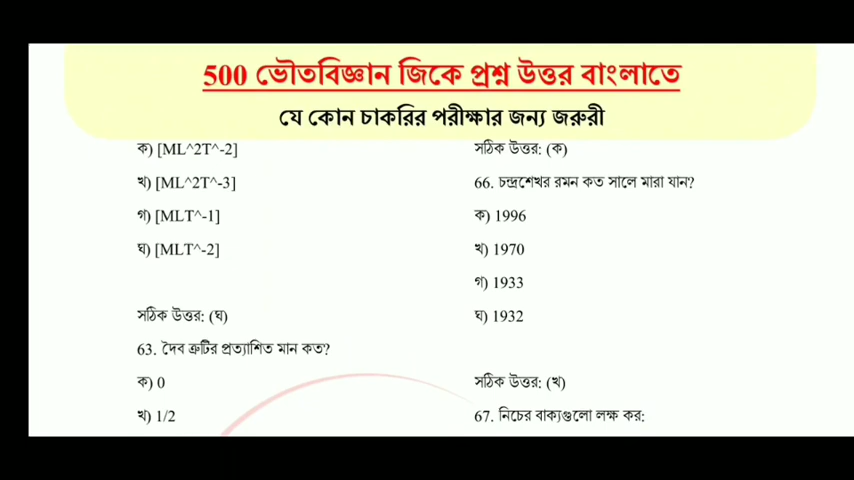 500 ভৌতবিজ্ঞান জিকে প্রশ্ন উত্তর বাংলাতে
যে কোন চাকরির পরীক্ষার জন্য জরুরী
ক) [ML^2T^-2]
খ) [ML^2T^-3]
গ) [MLT^-1]
ঘ) [MLT^-2]
সঠিক উত্তর: (ঘ)
63. দৈব ত্রুটির প্রত্যাশিত মান কত?
ক) 0
খ) 1/2
সঠিক উত্তর: (ক)
66. চন্দ্রশেখর রমন কত সালে মারা যান?
ক) 1996
খ) 1970
গ) 1933
ঘ) 1932
সঠিক উত্তর: (খ)
67. নিচের বাক্যগুলো লক্ষ কর: